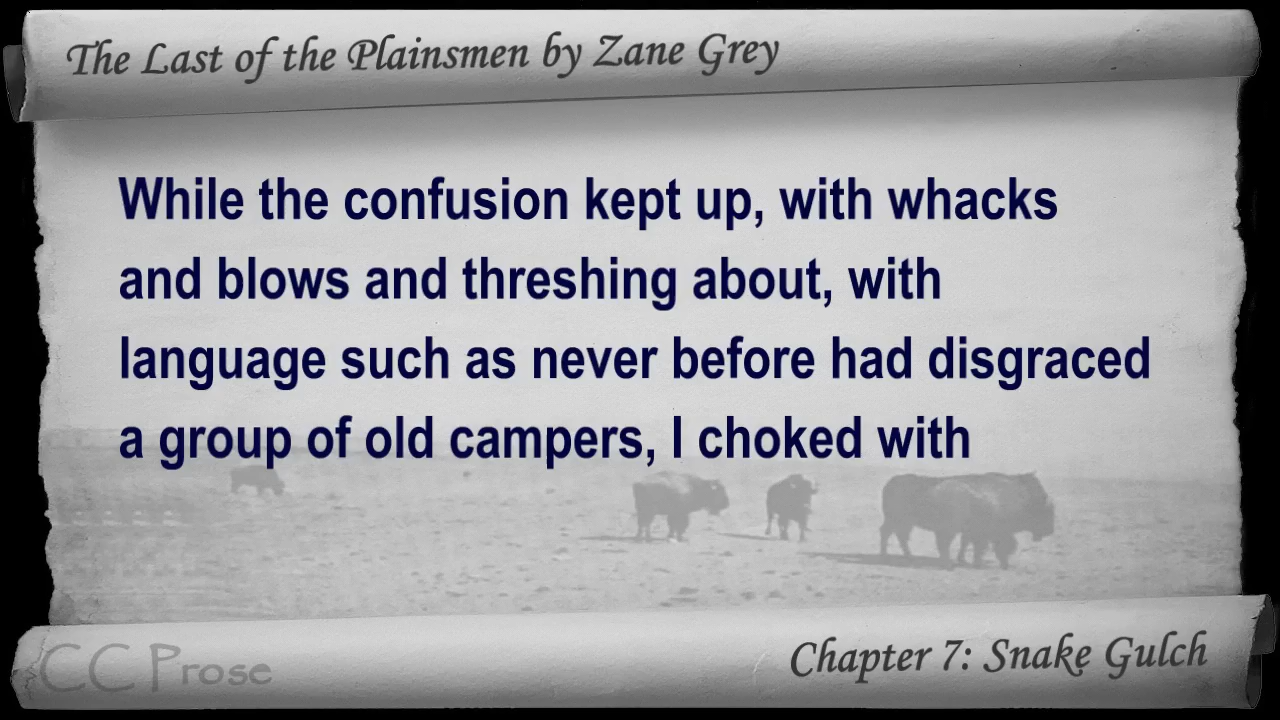 The Last of the Plainsmen by Zane Grey
While the confusion kept up, with whacks
and blows and threshing about, with
language such as never before had disgraced
a group of old campers, I choked with
CC Prose
Chapter 7: Snake Gulch